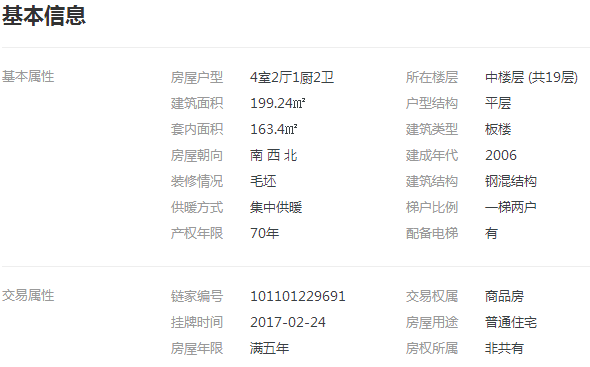 基本信息
基本属性 房屋户型 4室2厅1厨2卫 所在楼层 中楼层 (共19层)
建筑面积 199.24㎡ 户型结构 平层
套内面积 163.4㎡ 建筑类型 板楼
房屋朝向 南 西 北 建成年代 2006
装修情况 毛坯 建筑结构 钢混结构
供暖方式 集中供暖 梯户比例 一梯两户
产权年限 70年 配备电梯 有
交易属性 链家编号 101101229691 交易权属 商品房
挂牌时间 2017-02-24 房屋用途 普通住宅
房屋年限 满五年 房权所属 非共有